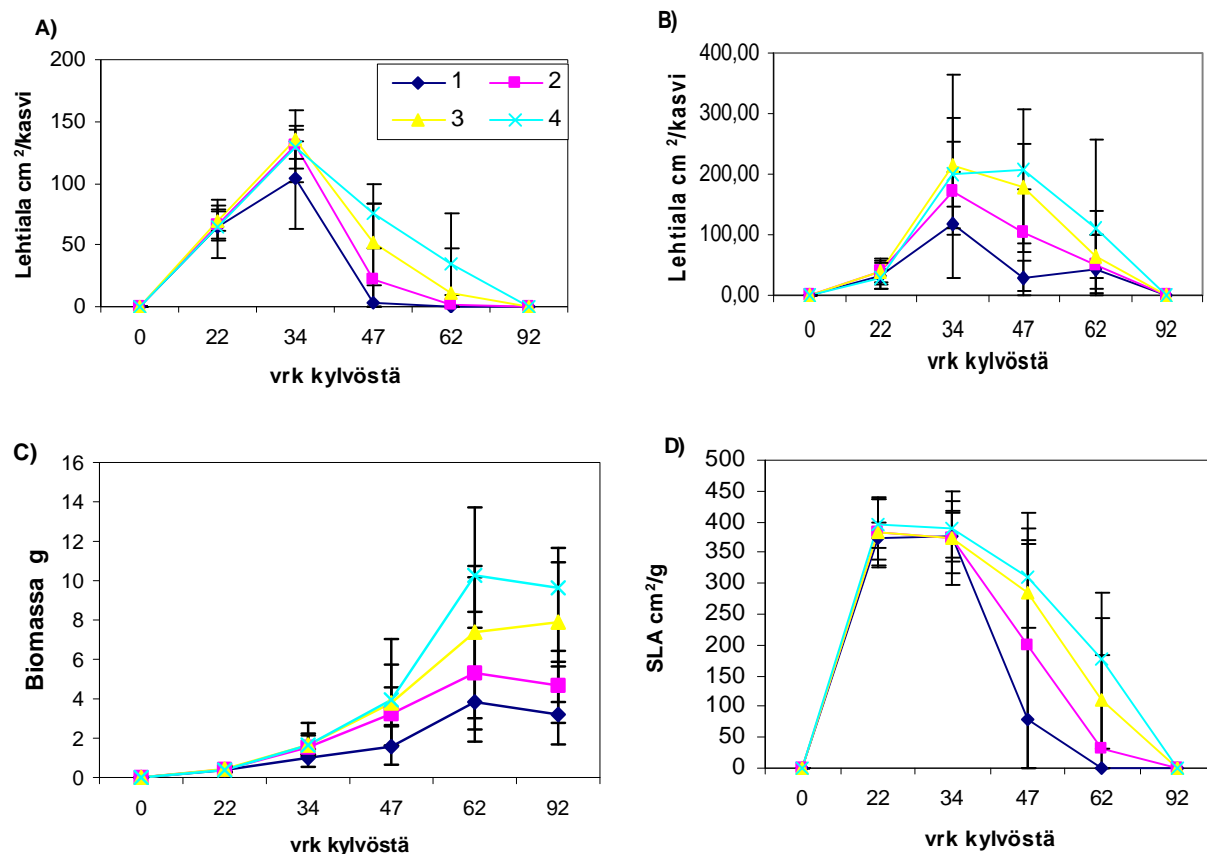 A)
Lehtiala cm²/kasvi
200
150
100
50
0
1 2
3 4
0 22 34 47 62 92
vrk kylvöstä
B)
Lehtiala cm²/kasvi
400,00
300,00
200,00
100,00
0,00
0 22 34 47 62 92
vrk kylvöstä
C)
Biomassa g
16
14
12
10
8
6
4
2
0
0 22 34 47 62 92
vrk kylvöstä
D)
SLA cm²/g
500
450
400
350
300
250
200
150
100
50
0
0 22 34 47 62 92
vrk kylvöstä